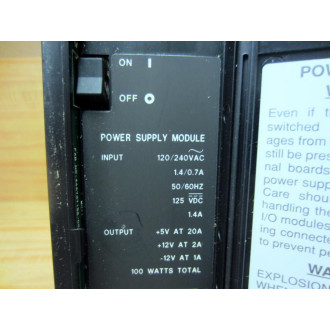 ON I
OFF O
POWER SUPPLY MODULE
INPUT 120/240VAC
1.4/0.7A
50/60HZ
125 VDC
1.4A
OUTPUT +5V AT 20A
+12V AT 2A
-12V AT 1A
100 WATTS TOTAL
Even if th
switched
ages from
still be pres
nal boards
power supp
Care shou
handling the
I/O modules
ing connecte
to prevent pe
WA
EXPLOSION
WHEN